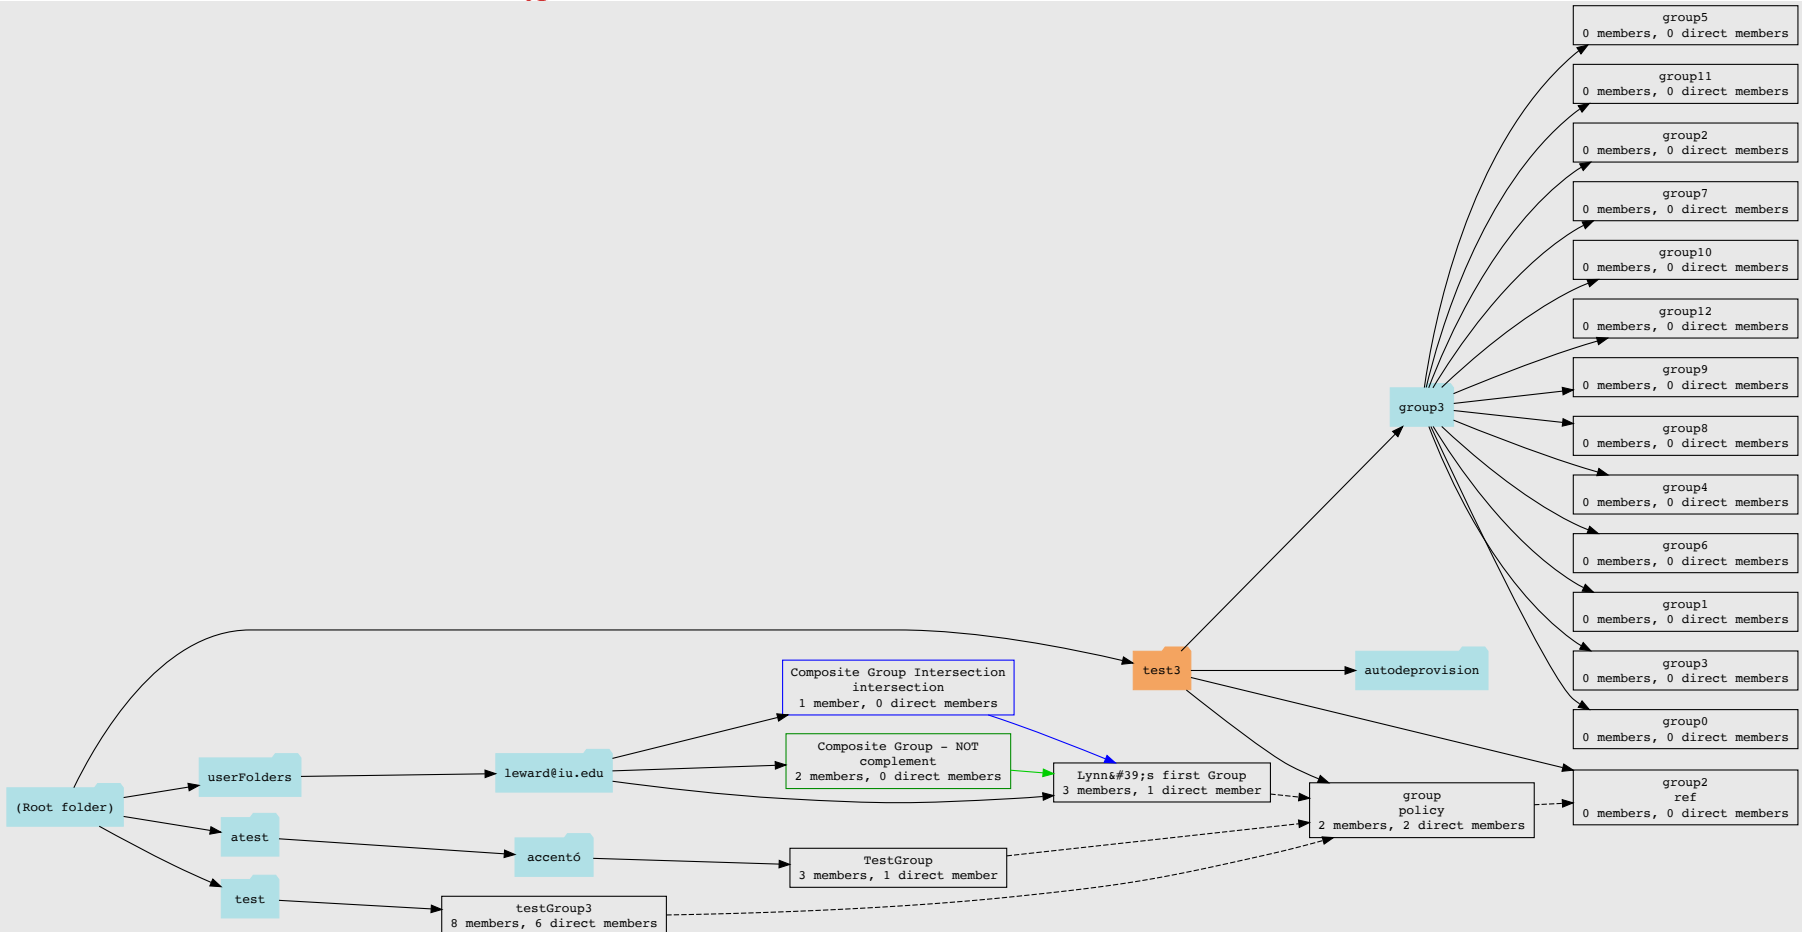 group5
0 members, 0 direct members
group11
0 members, 0 direct members
group2
0 members, 0 direct members
group7
0 members, 0 direct members
group10
0 members, 0 direct members
group12
0 members, 0 direct members
group9
0 members, 0 direct members
group3
group8
0 members, 0 direct members
group4
0 members, 0 direct members
group6
0 members, 0 direct members
group1
0 members, 0 direct members
group3
0 members, 0 direct members
group0
0 members, 0 direct members
test3
autodeprovision
Composite Group Intersection
intersection
1 member, 0 direct members
Composite Group - NOT
complement
2 members, 0 direct members
userFolders
leward@iu.edu
Lynn&#39;s first Group
3 members, 1 direct member
group2
ref
0 members, 0 direct members
(Root folder)
group
policy
2 members, 2 direct members
atest
accentó
TestGroup
3 members, 1 direct member
test
testGroup3
8 members, 6 direct members